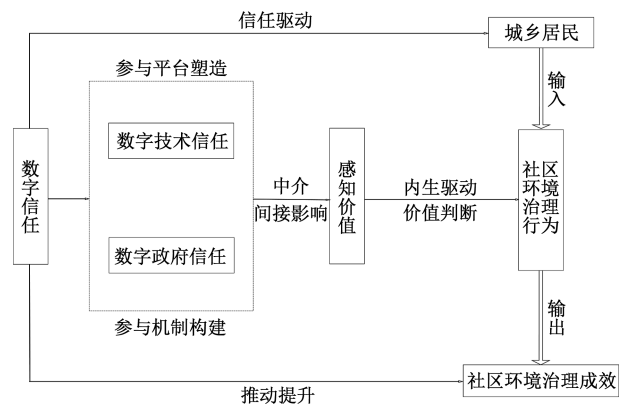 信任驱动
城乡居民
参与平台塑造
输入
数字技术信任
数字信任
感知价值
社区环境治理行为
中介
间接影响
内生驱动
价值判断
数字政府信任
输出
参与机制构建
社区环境治理成效
推动提升